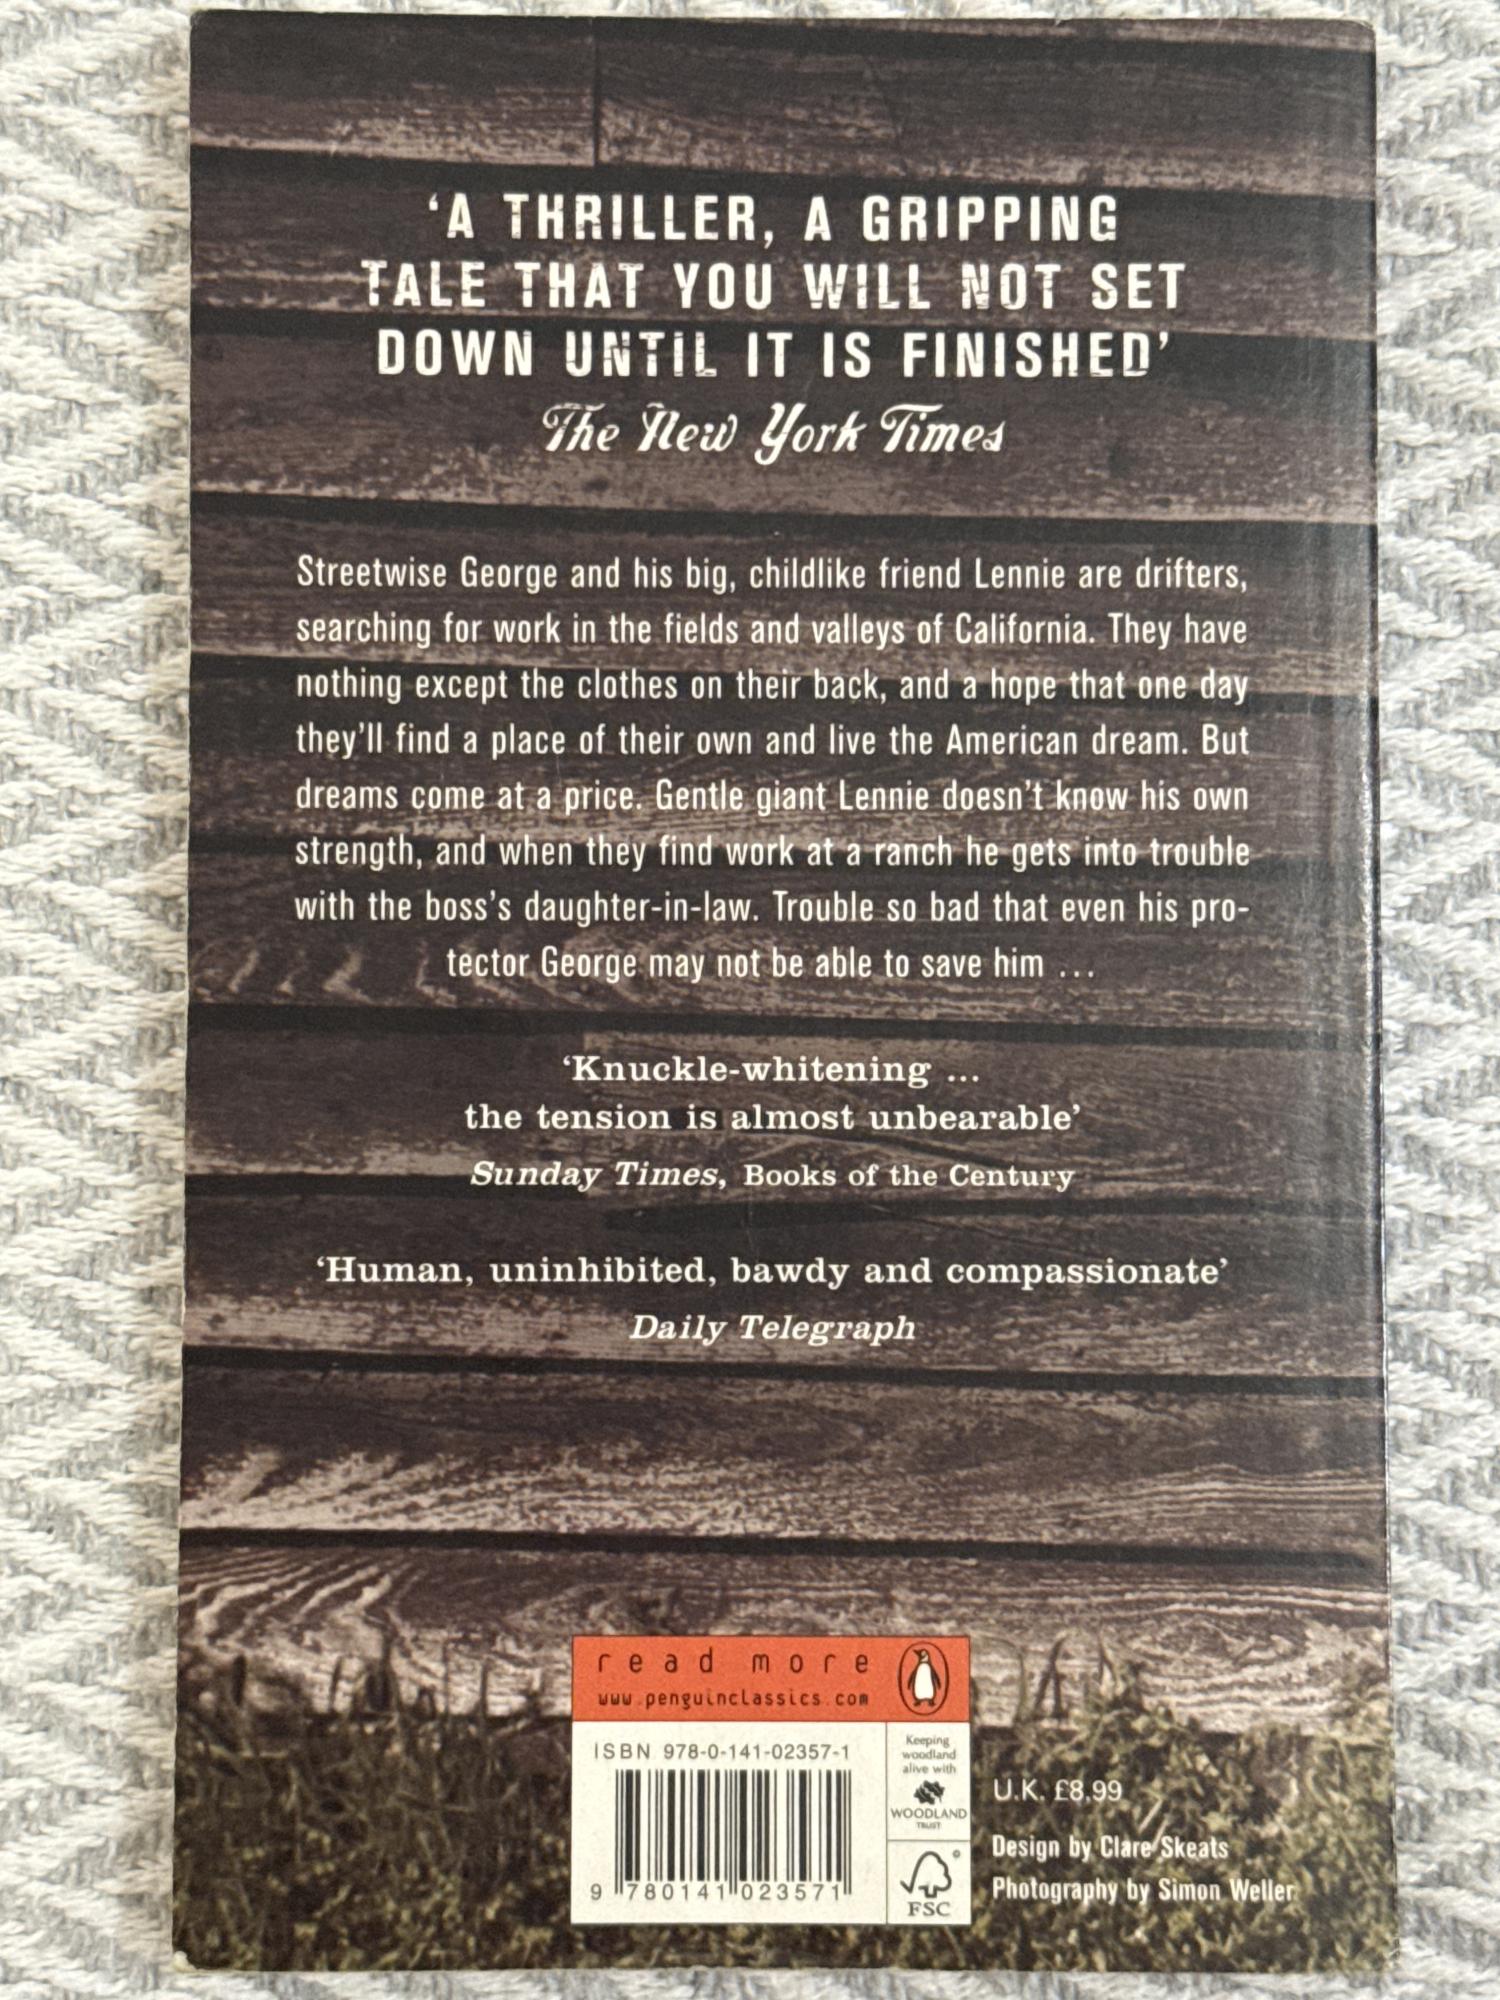 ‘A THRILLER, A GRIPPING
TALE THAT YOU WILL NOT SET
DOWN UNTIL IT IS FINISHED’
The New York Times
Streetwise George and his big, childlike friend Lennie are drifters,
searching for work in the fields and valleys of California. They have
nothing except the clothes on their back, and a hope that one day
they’ll find a place of their own and live the American dream. But
dreams come at a price. Gentle giant Lennie doesn’t know his own
strength, and when they find work at a ranch he gets into trouble
with the boss’s daughter-in-law. Trouble so bad that even his pro-
tector George may not be able to save him ...
‘Knuckle-whitening ...
the tension is almost unbearable’
Sunday Times, Books of the Century
‘Human, uninhibited, bawdy and compassionate’
Daily Telegraph
read more
www.penguinclassics.com
ISBN 978-0-141-02357-1
9 780141 023571
Keeping
woodland
alive with
WOODLAND
TRUST
FSC
U.K. £8.99
Design by Clare Skeats
Photography by Simon Weller